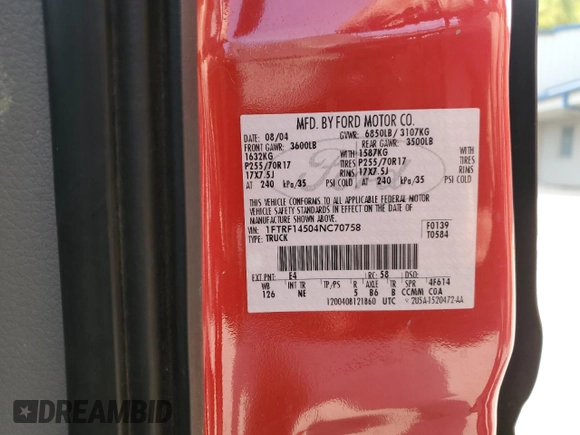 MFD. BY FORD MOTOR CO.
DATE: 08/04 GVWR: 6850LB/ 3107KG
FRONT GAWR: 3600LB REAR GAWR: 3500LB
1632KG WITH 1587KG WITH
P255/70R17 TIRES P255/70R17 TIRES
17X7.5J RIMS 17X7.5J RIMS
AT 240 kPa/35 PSI COLD AT 240 kPa/35 PSI COLD
THIS VEHICLE CONFORMS TO ALL APPLICABLE FEDERAL MOTOR
VEHICLE SAFETY STANDARDS IN EFFECT ON THE DATE OF
MANUFACTURE SHOWN ABOVE.
VIN: 1FTRF14504NC70758 F0139
TYPE: TRUCK T0584
EXT PNT: E4 RC: 58 DSO:
WB INT TR TP/PS R AXLE TR SPR 4F614
126 NE 5 B6 B CCMM COA
1200408121860 UTC 2U5A-1520472-AA
Ford
DREAMBID